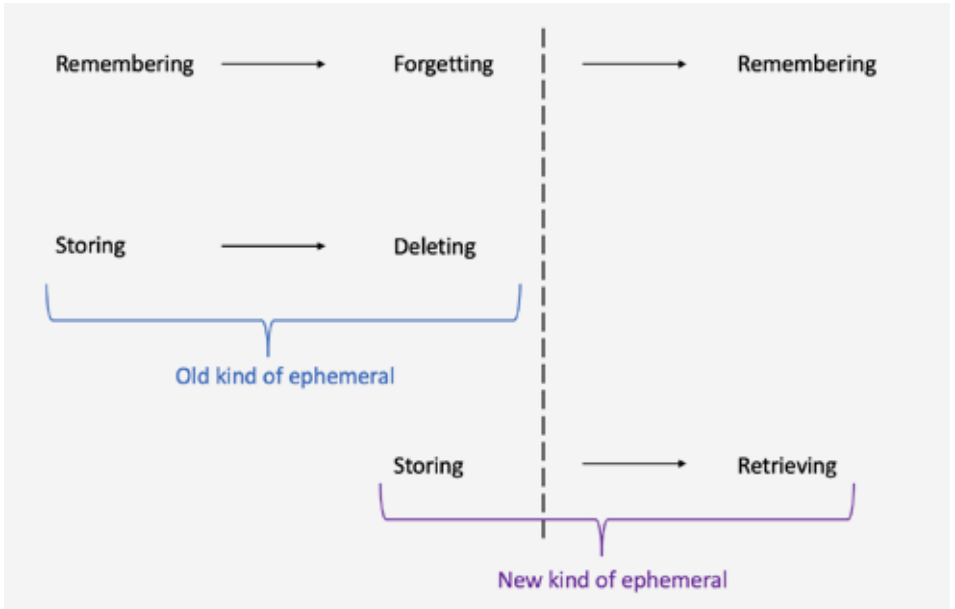 Remembering Forgetting Remembering
Storing Deleting
Old kind of ephemeral
Storing Retrieving
New kind of ephemeral